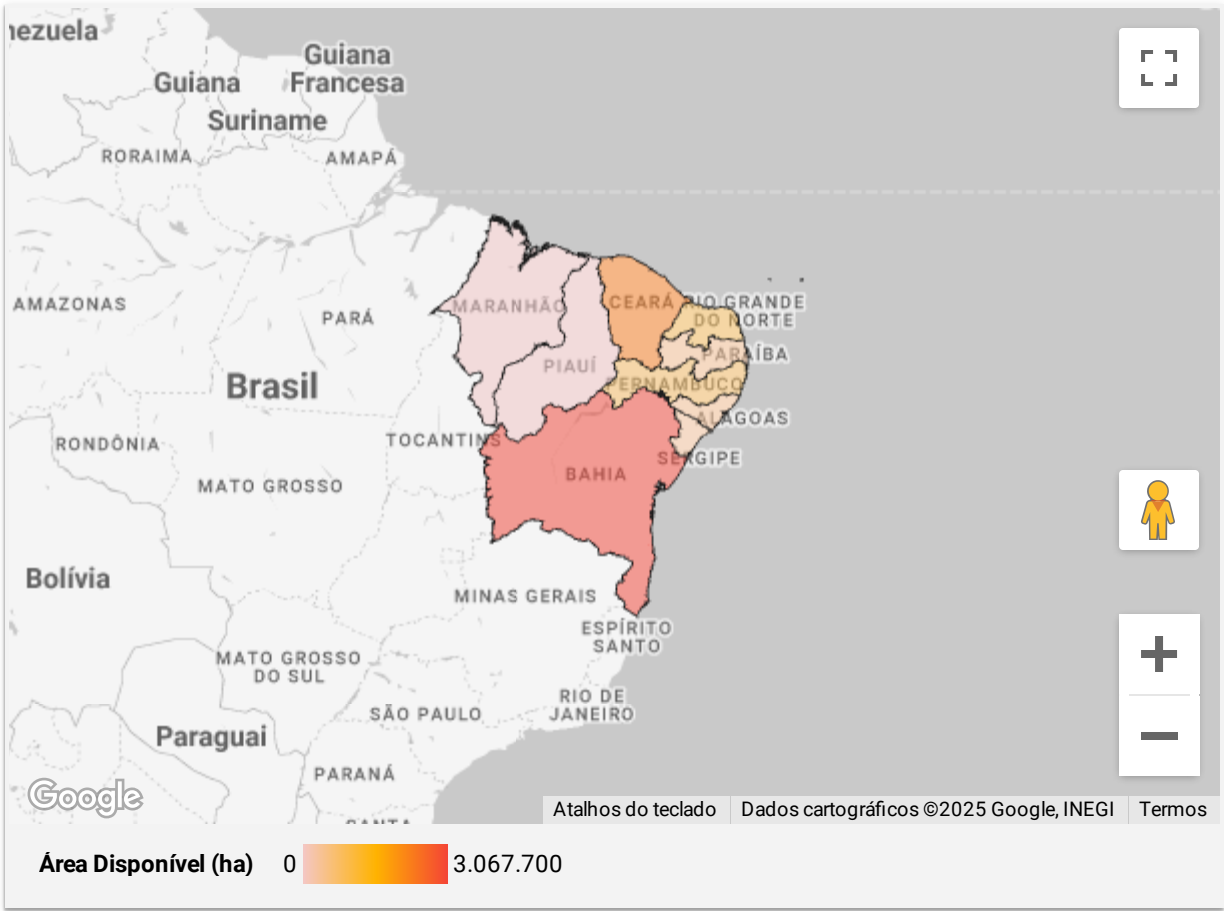 nezuela
Guiana
Guiana
Francesa
Suriname
RORAIMA
AMAPÁ
AMAZONAS
PARÁ
MARANHÃO
CEARÁ
RIO GRANDE
DO NORTE
PARAÍBA
PIAUÍ
PERNAMBUCO
Brasil
ALAGOAS
RONDÔNIA
TOCANTINS
SERGIPE
BAHIA
MATO GROSSO
Bolívia
MINAS GERAIS
ESPÍRITO
SANTO
MATO GROSSO
DO SUL
RIO DE
JANEIRO
SÃO PAULO
Paraguai
PARANÁ
Google
SANTA
Atalhos do teclado
Dados cartográficos ©2025 Google, INEGI
Termos
Área Disponível (ha) 0 3.067.700